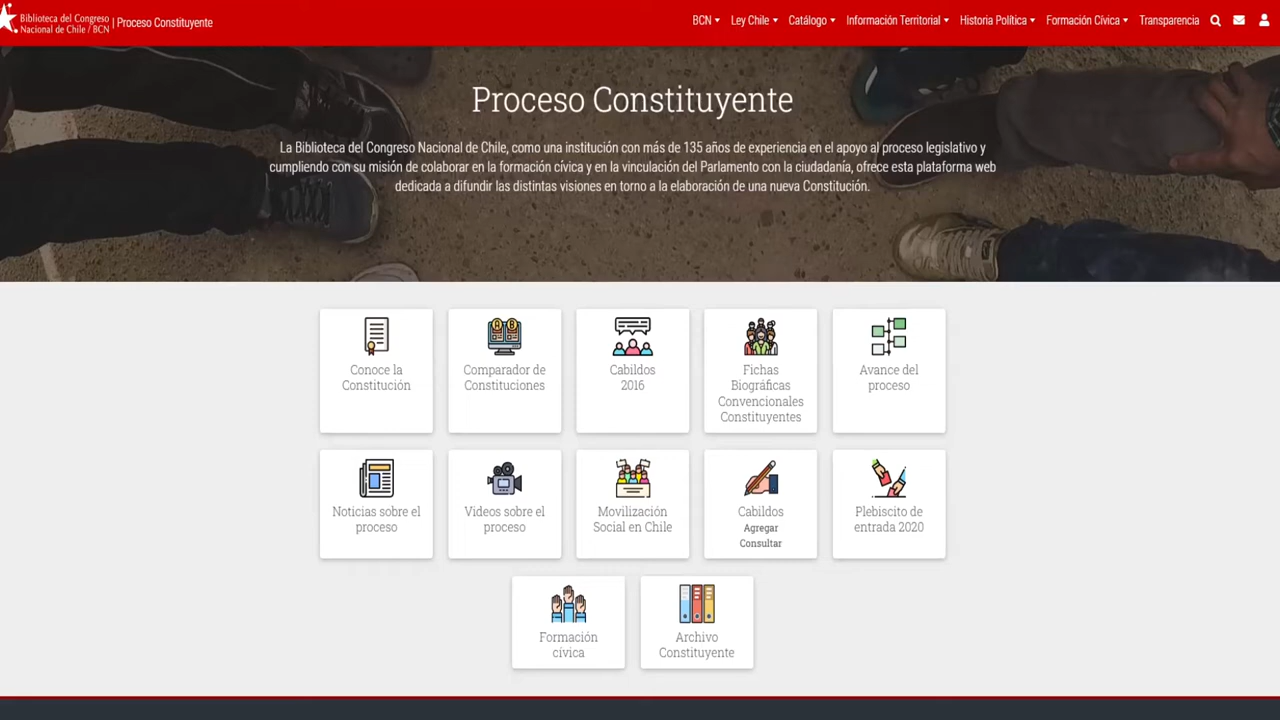 Biblioteca del Congreso
Nacional de Chile / BCN
| Proceso Constituyente
BCN
Ley Chile
Catálogo
Información Territorial
Historia Política
Formación Cívica
Transparencia
Proceso Constituyente
La Biblioteca del Congreso Nacional de Chile, como una institución con más de 135 años de experiencia en el apoyo al proceso legislativo y
cumpliendo con su misión de colaborar en la formación cívica y en la vinculación del Parlamento con la ciudadanía, ofrece esta plataforma web
dedicada a difundir las distintas visiones en torno a la elaboración de una nueva Constitución.
Conoce la
Constitución
Comparador de
Constituciones
Cabildos
2016
Fichas
Biográficas
Convencionales
Constituyentes
Avance del
proceso
Noticias sobre el
proceso
Videos sobre el
proceso
Movilización
Social en Chile
Cabildos
Agregar
Consultar
Plebiscito de
entrada 2020
Formación
cívica
Archivo
Constituyente